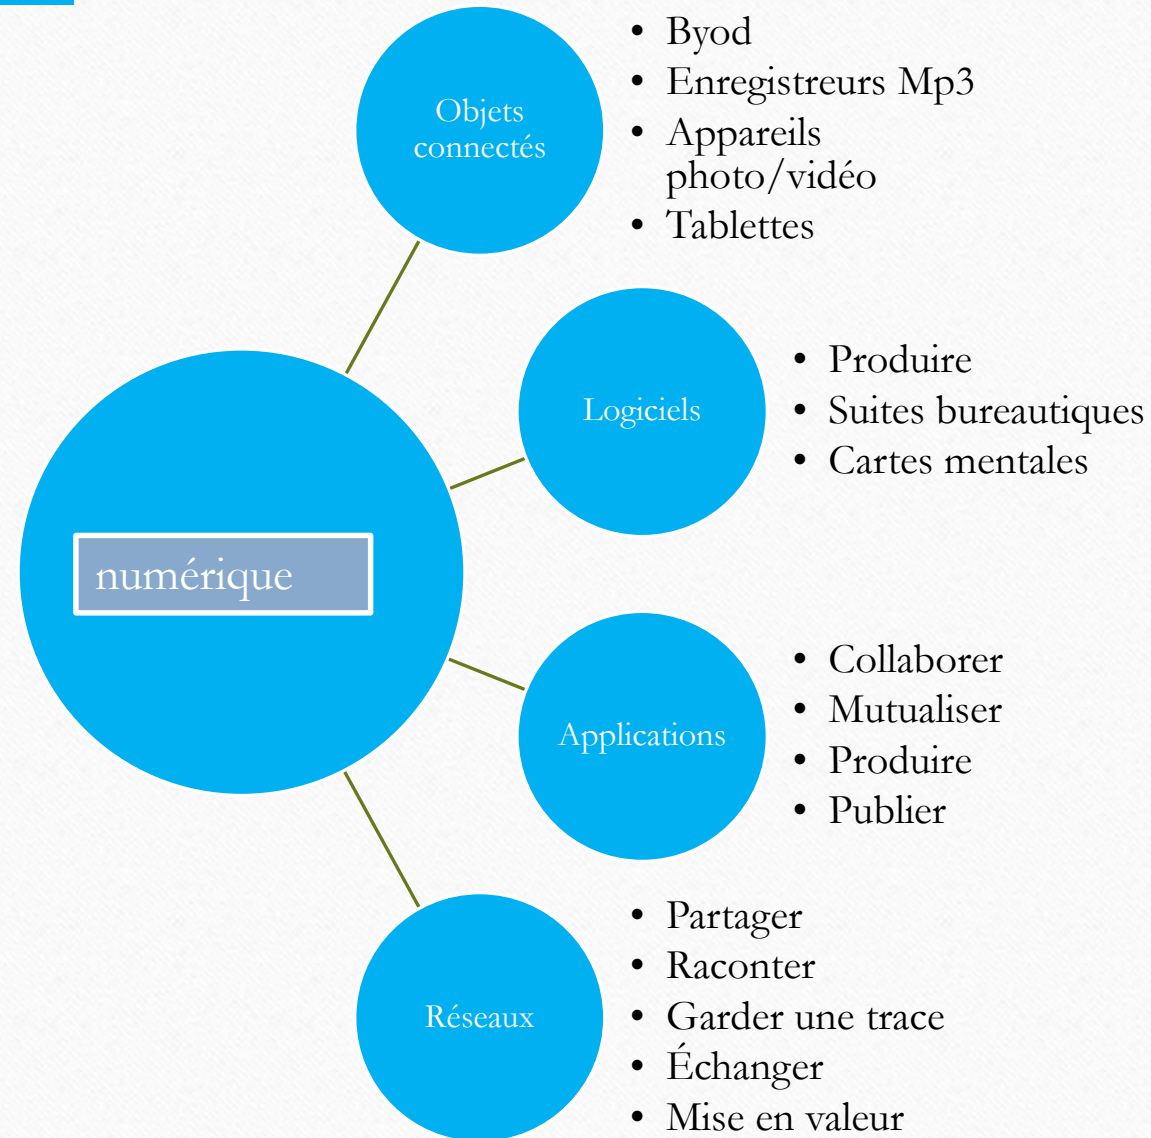 numérique
Objets
connectés
• Byod
• Enregistreurs Mp3
• Appareils
photo/vidéo
• Tablettes
Logiciels
• Produire
• Suites bureautiques
• Cartes mentales
Applications
• Collaborer
• Mutualiser
• Produire
• Publier
Réseaux
• Partager
• Raconter
• Garder une trace
• Échanger
• Mise en valeur